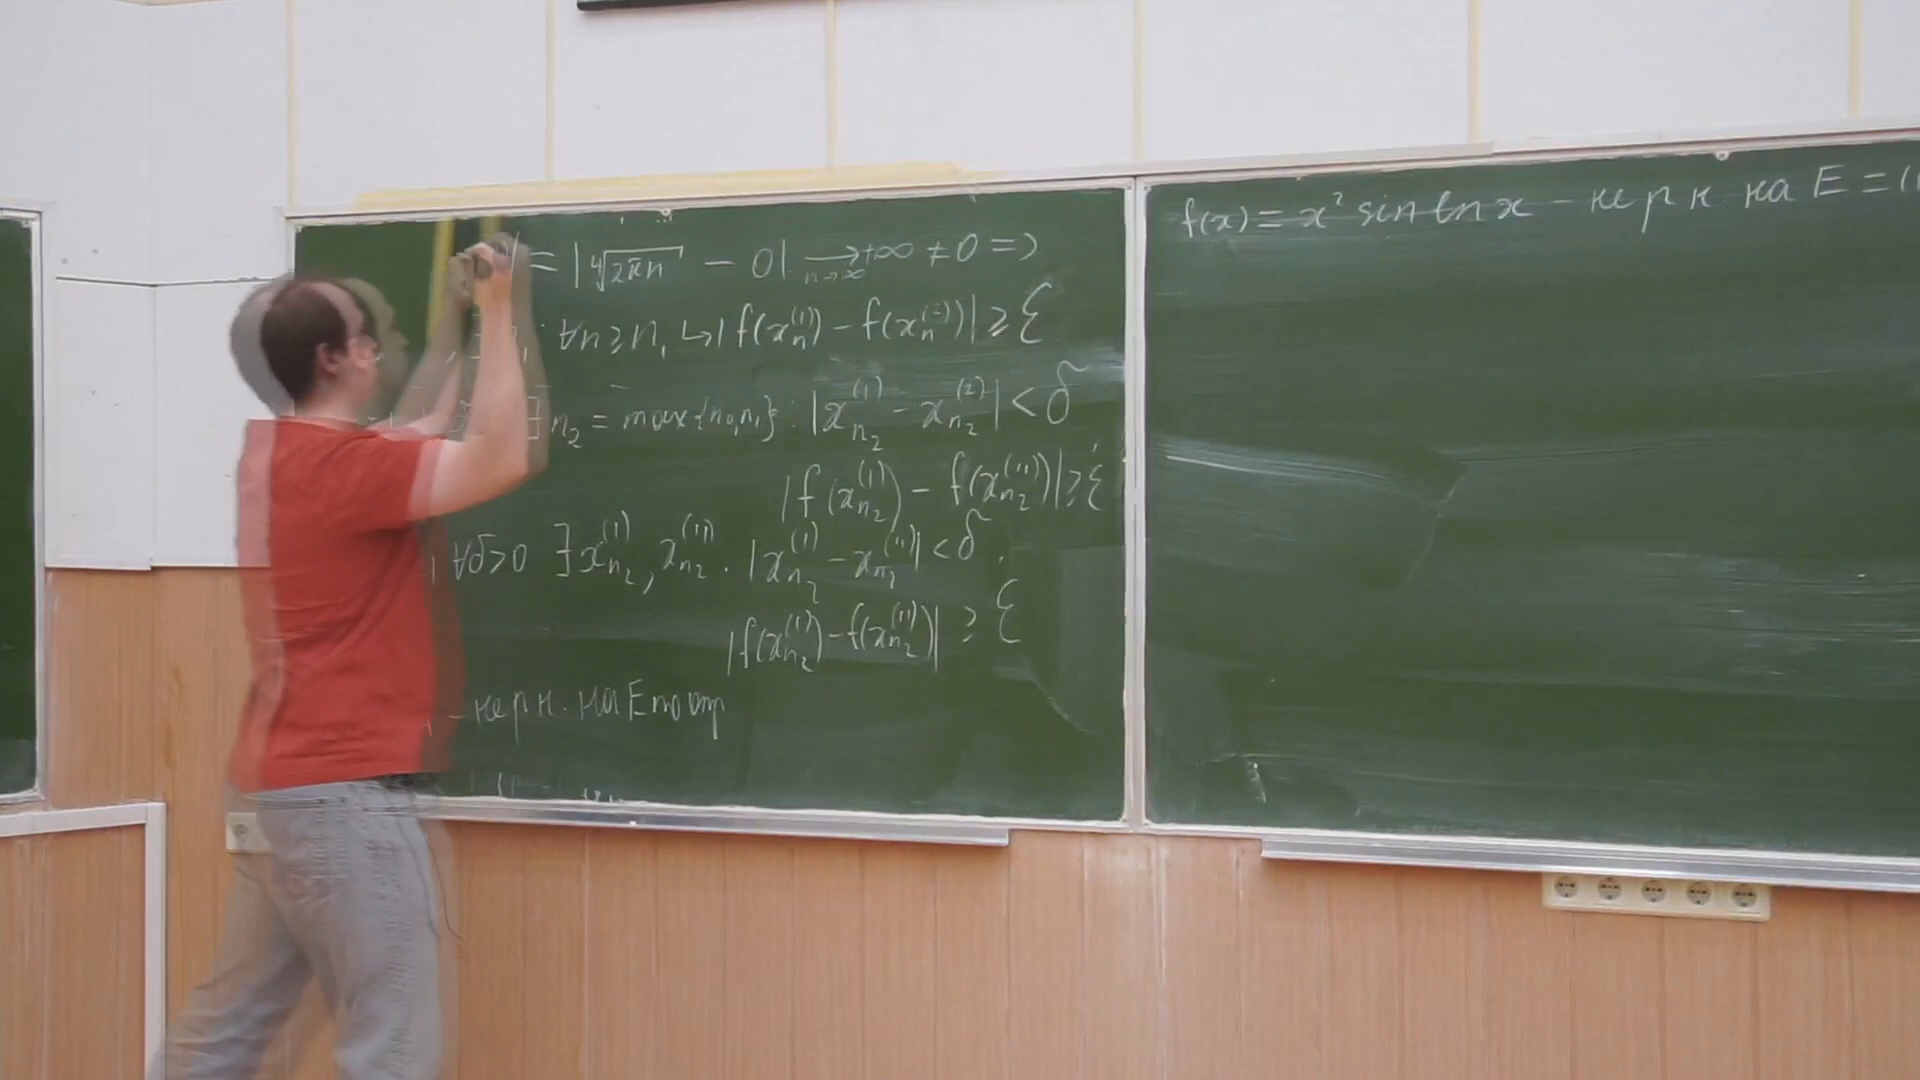 = |∜2πn - 0| →n→∞ +∞ ≠ 0 =>
: ∀n ≥ n₁ ↪ |f(xₙ⁽¹⁾) - f(xₙ⁽²⁾)| ≥ ε
∃ n₂ = max{n₀,n₁} : |xₙ₂⁽¹⁾ - xₙ₂⁽²⁾| < δ
|f(xₙ₂⁽¹⁾) - f(xₙ₂⁽¹¹⁾)| ≥ ε
∀δ>0 ∃xₙ₂⁽¹⁾, xₙ₂⁽¹¹⁾ : |xₙ₂⁽¹⁾ - xₙ₂⁽¹¹⁾| < δ
|f(xₙ₂⁽¹⁾) - f(xₙ₂⁽¹¹⁾)| ≥ ε
- не р н. на E по опр
f(x) = x² sin ln x - не р н на E = (